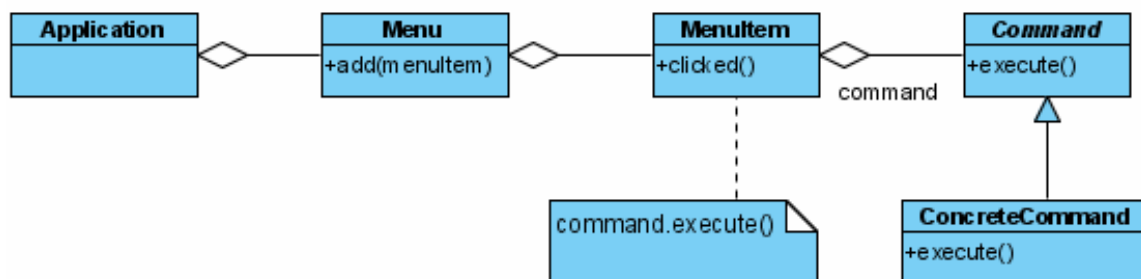 Application
Menu
+add(menuItem)
MenuItem
+clicked()
Command
+execute()
command
command.execute()
ConcreteCommand
+execute()